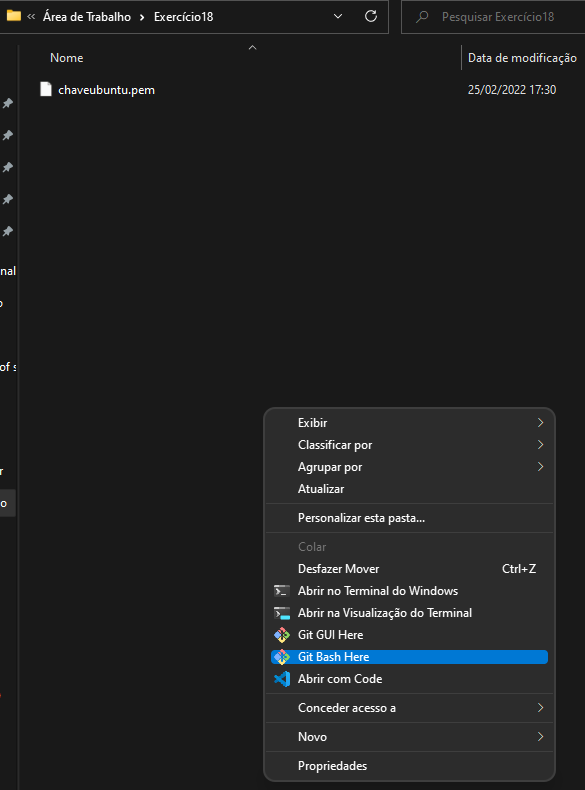 Área de Trabalho > Exercício18
Pesquisar Exercício18
Nome
Data de modificação
chaveubuntu.pem
25/02/2022 17:30
nal
o
of s
r
o
Exibir
Classificar por
Agrupar por
Atualizar
Personalizar esta pasta...
Colar
Desfazer Mover Ctrl+Z
Abrir no Terminal do Windows
Abrir na Visualização do Terminal
Git GUI Here
Git Bash Here
Abrir com Code
Conceder acesso a
Novo
Propriedades